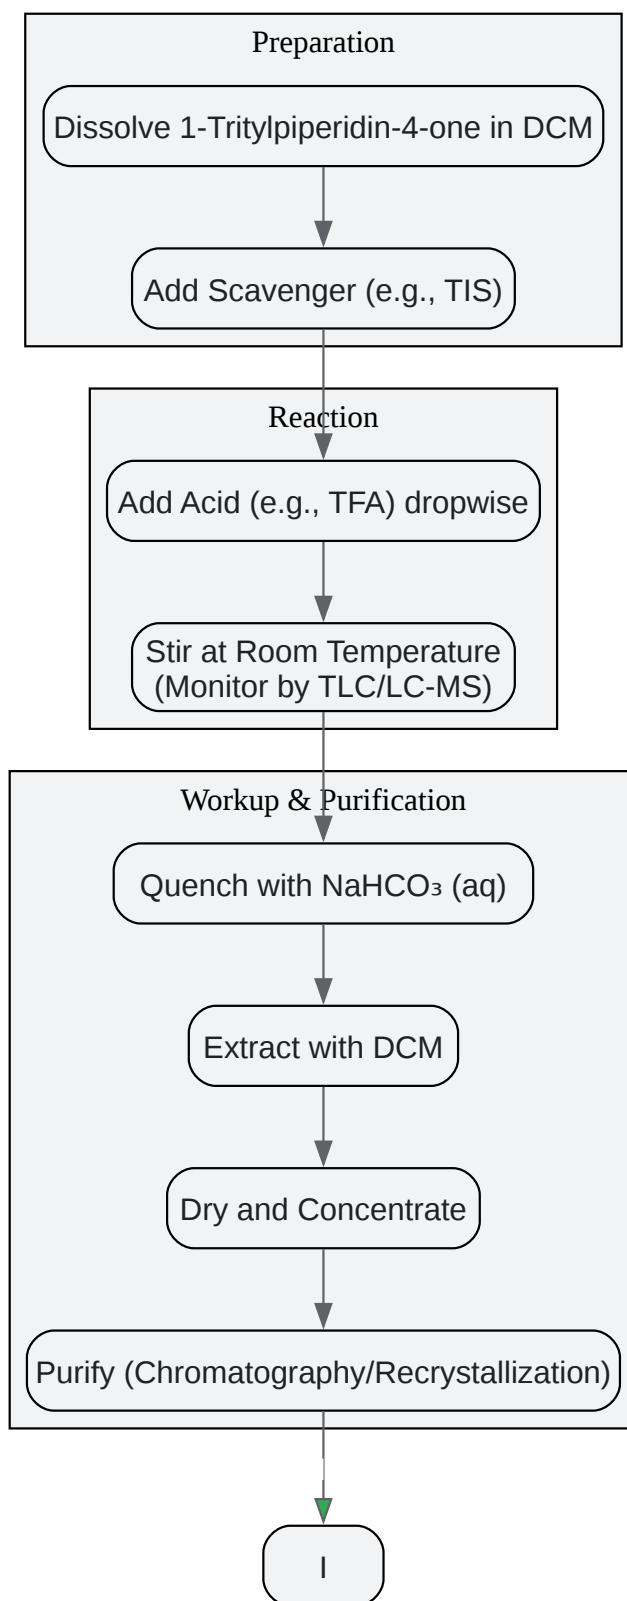 Preparation
Dissolve 1-Tritylpiperidin-4-one in DCM
Add Scavenger (e.g., TIS)
Reaction
Add Acid (e.g., TFA) dropwise
Stir at Room Temperature
(Monitor by TLC/LC-MS)
Workup & Purification
Quench with NaHCO₃ (aq)
Extract with DCM
Dry and Concentrate
Purify (Chromatography/Recrystallization)
I